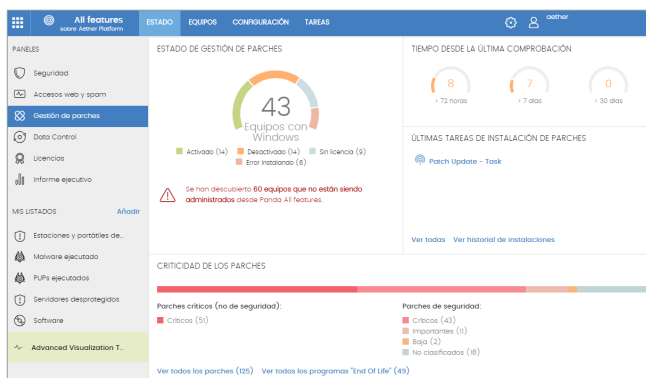 All features
sobre Aether Platform
ESTADO
EQUIPOS
CONFIGURACIÓN
TAREAS
aether
PANELES
Seguridad
Accesos web y spam
Gestión de parches
Data Control
Licencias
Informe ejecutivo
MIS LISTADOS
Añadir
Estaciones y portátiles de...
Malware ejecutado
PUPs ejecutados
Servidores desprotegidos
Software
Advanced Visualization T...
ESTADO DE GESTIÓN DE PARCHES
43
Equipos con
Windows
Activado (14)
Desactivado (14)
Sin licencia (9)
Error instalando (6)
Se han descubierto 60 equipos que no están siendo
administrados desde Panda All features.
TIEMPO DESDE LA ÚLTIMA COMPROBACIÓN
8
> 72 horas
7
> 7 días
0
> 30 días
ÚLTIMAS TAREAS DE INSTALACIÓN DE PARCHES
Patch Update - Task
Ver todas
Ver historial de instalaciones
CRITICIDAD DE LOS PARCHES
Parches críticos (no de seguridad):
Críticos (51)
Parches de seguridad:
Críticos (43)
Importantes (11)
Baja (2)
No clasificados (18)
Ver todos los parches (125)
Ver todos los programas "End Of Life" (49)